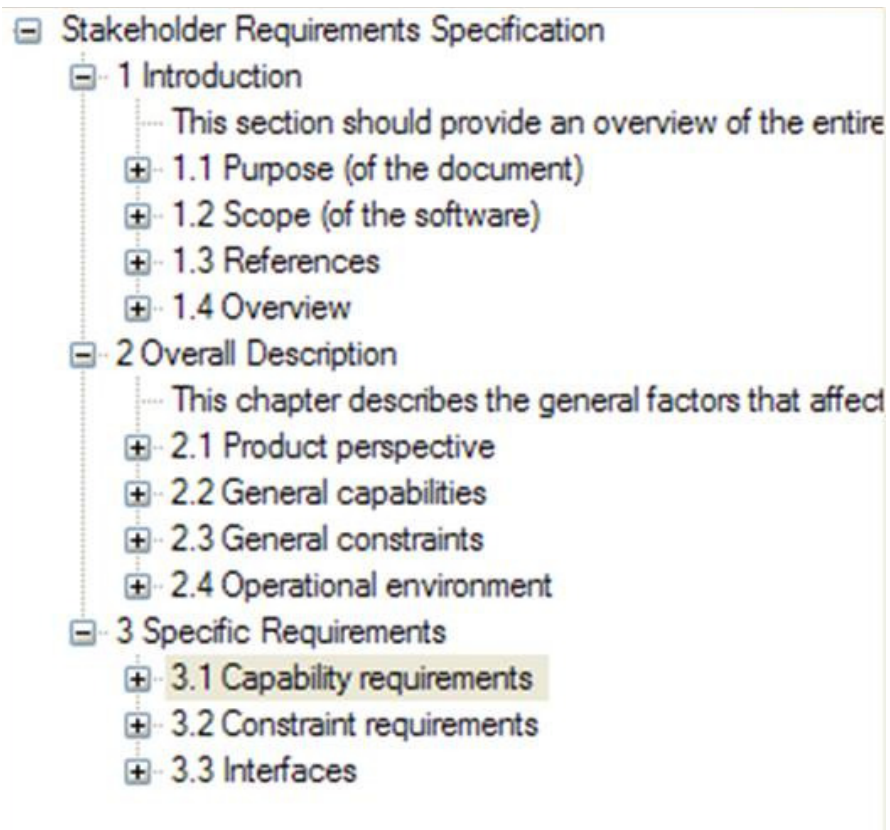 Stakeholder Requirements Specification
1 Introduction
This section should provide an overview of the entire
1.1 Purpose (of the document)
1.2 Scope (of the software)
1.3 References
1.4 Overview
2 Overall Description
This chapter describes the general factors that affect
2.1 Product perspective
2.2 General capabilities
2.3 General constraints
2.4 Operational environment
3 Specific Requirements
3.1 Capability requirements
3.2 Constraint requirements
3.3 Interfaces